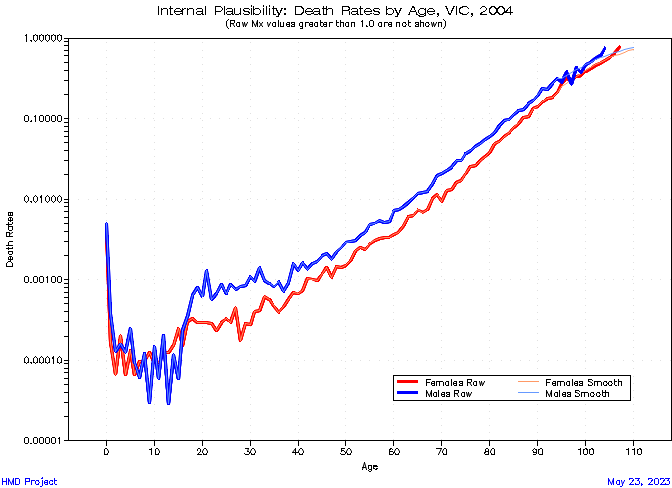 Internal Plausibility: Death Rates by Age, VIC, 2004
(Raw Mx values greater than 1.0 are not shown)
1.00000
0.10000
0.01000
0.00100
0.00010
0.00001
Death Rates
0 10 20 30 40 50 60 70 80 90 100 110
Age
Females Raw Females Smooth
Males Raw Males Smooth
HMD Project May 23, 2023